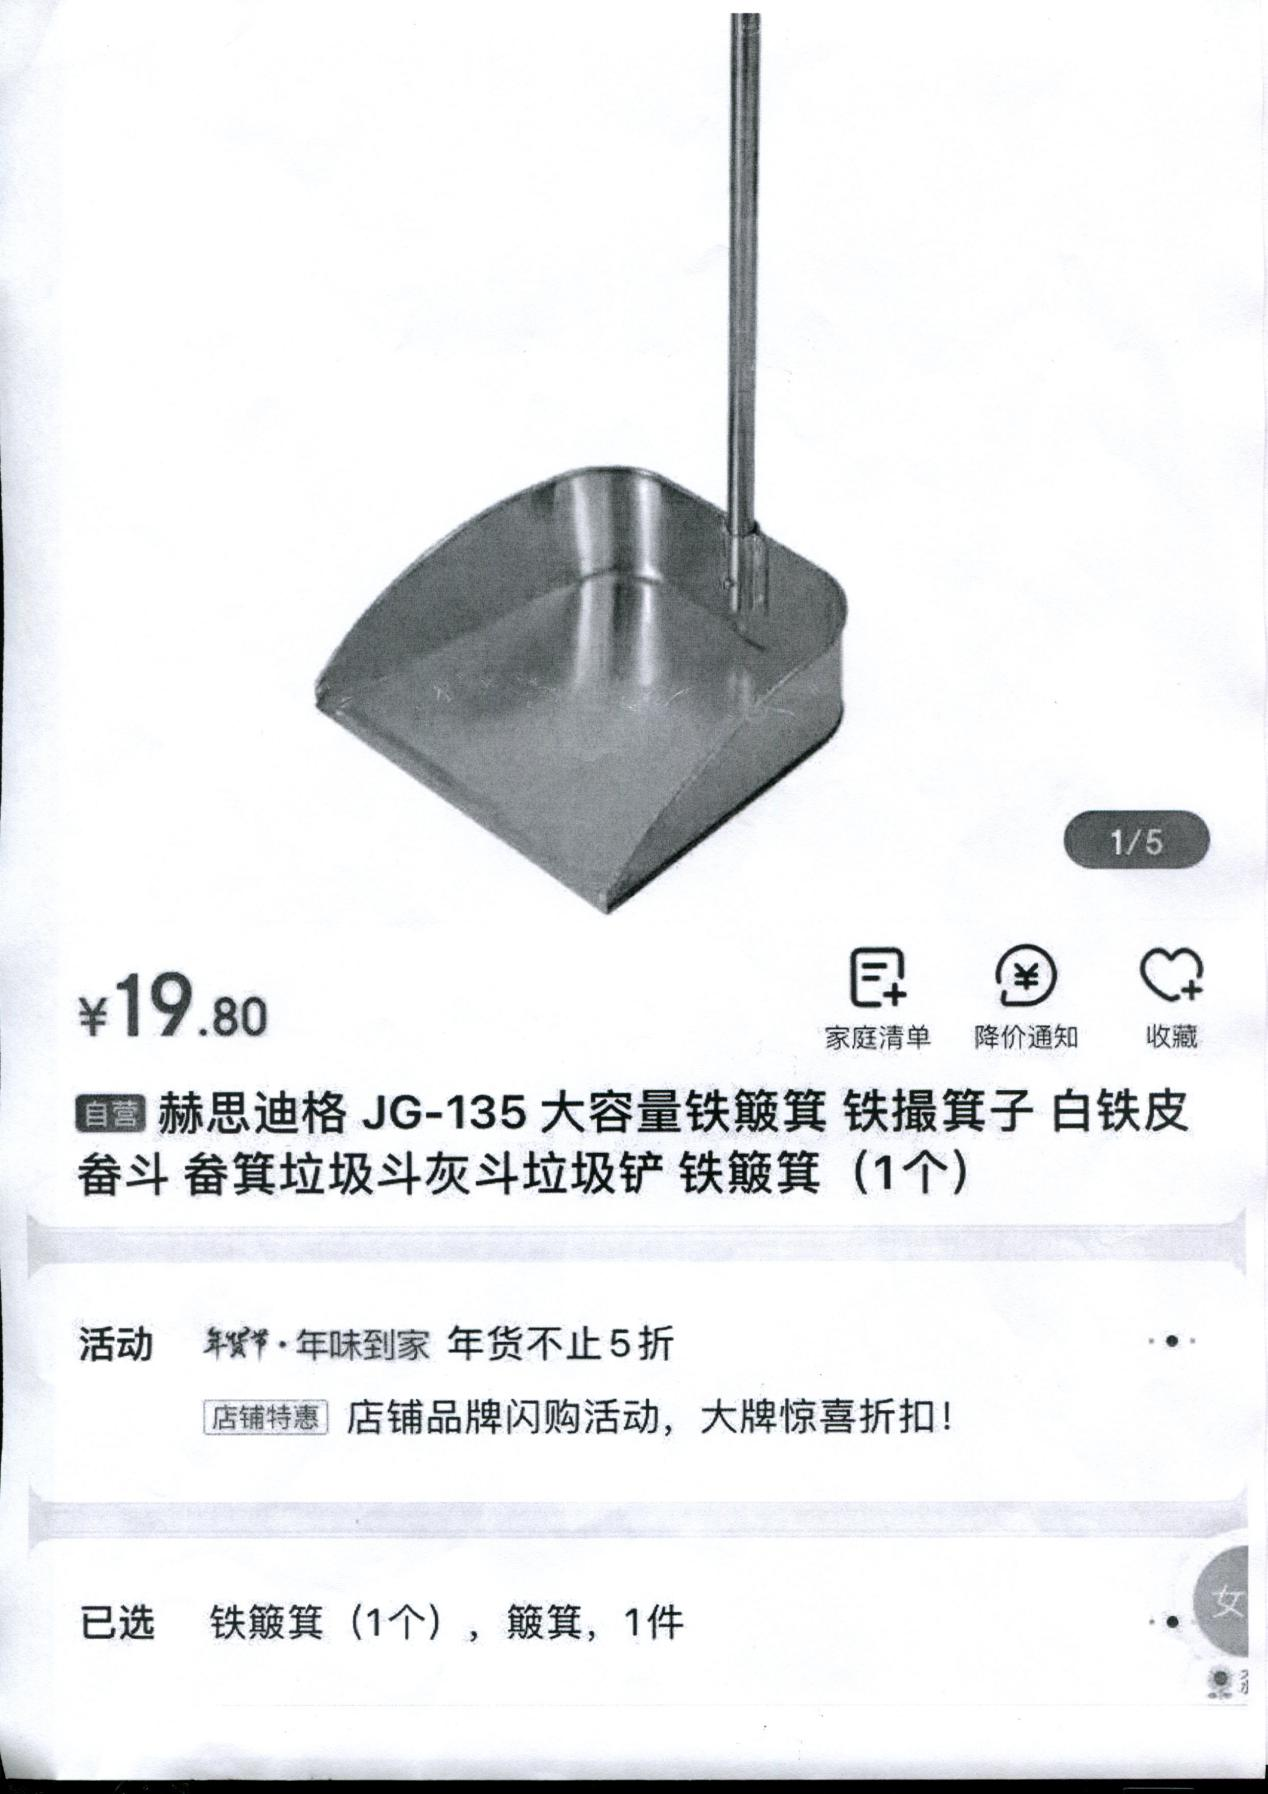 1/5
¥19.80
家庭清单 降价通知 收藏
自营 赫思迪格 JG-135 大容量铁簸箕 铁撮箕子 白铁皮
畚斗 畚箕垃圾斗灰斗垃圾铲 铁簸箕（1个）
活动 年货节·年味到家 年货不止5折
店铺特惠 店铺品牌闪购活动，大牌惊喜折扣！
已选 铁簸箕（1个），簸箕，1件
女